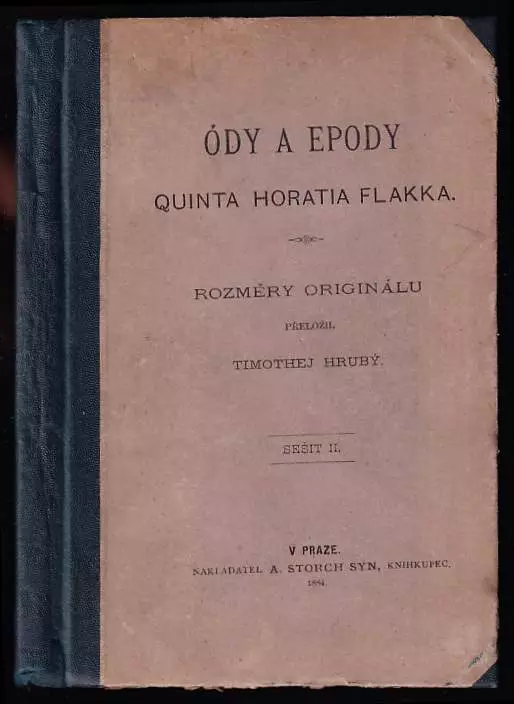 ÓDY A EPODY
QUINTA HORATIA FLAKKA.
ROZMĚRY ORIGINÁLU
PŘELOŽIL
TIMOTHEJ HRUBÝ.
SEŠIT II.
V PRAZE.
NAKLADATEL A. STORCH SYN, KNIHKUPEC.
1884.